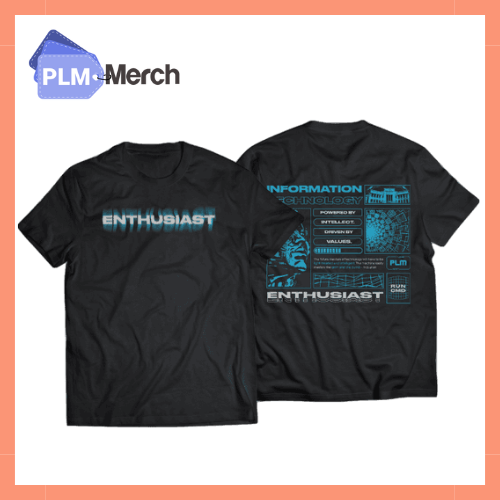 PLM Merch
ENTHUSIAST
INFORMATION
TECHNOLOGY
POWERED BY
INTELLECT.
DRIVEN BY
VALUES.
PLM
RUN
CMD
ENTHUSIAST